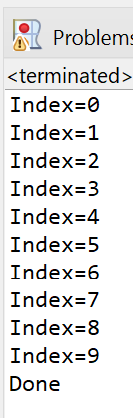 Problems
<terminated>
Index=0
Index=1
Index=2
Index=3
Index=4
Index=5
Index=6
Index=7
Index=8
Index=9
Done